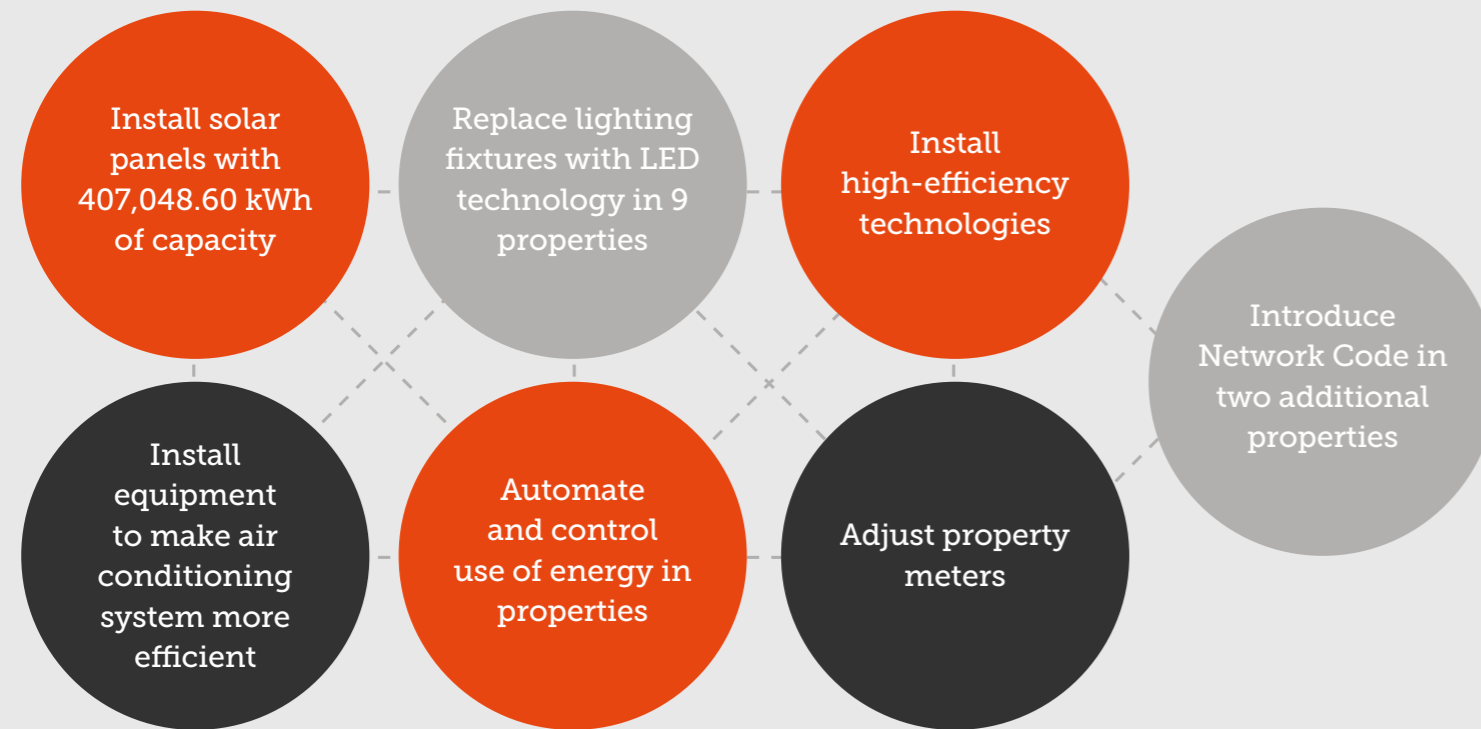 Install solar
panels with
407,048.60 kWh
of capacity
Replace lighting
fixtures with LED
technology in 9
properties
Install
high-efficiency
technologies
Introduce
Network Code in
two additional
properties
Install
equipment
to make air
conditioning
system more
efficient
Automate
and control
use of energy in
properties
Adjust property
meters